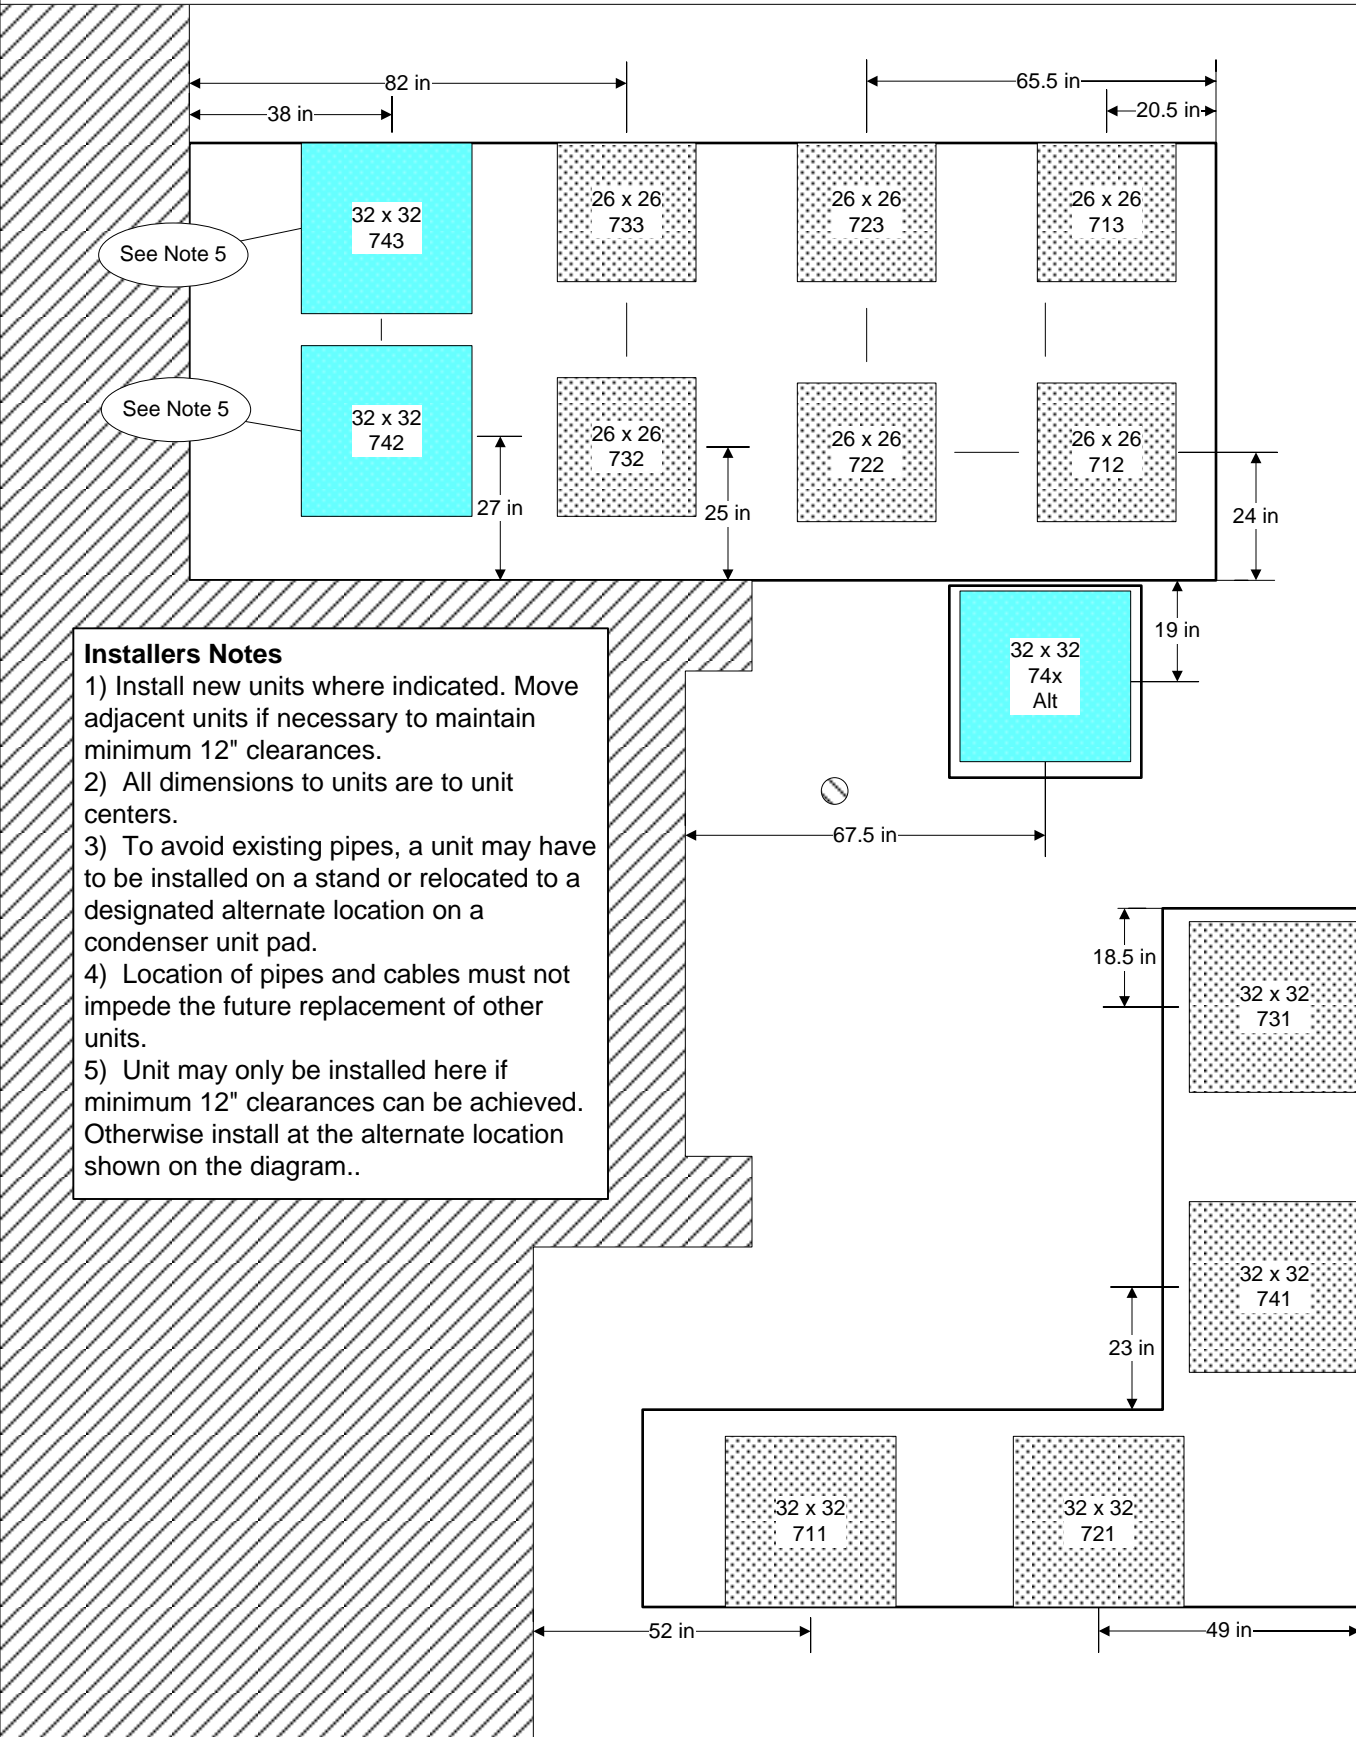 82 in
65.5 in
38 in
20.5 in
32 x 32
743
26 x 26
733
26 x 26
723
26 x 26
713
See Note 5
See Note 5
32 x 32
742
26 x 26
732
26 x 26
722
26 x 26
712
27 in
25 in
24 in
19 in
32 x 32
74x
Alt
Installers Notes
1) Install new units where indicated. Move
adjacent units if necessary to maintain
minimum 12" clearances.
2)  All dimensions to units are to unit
centers.
3)  To avoid existing pipes, a unit may have
to be installed on a stand or relocated to a
designated alternate location on a
condenser unit pad.
4)  Location of pipes and cables must not
impede the future replacement of other
units.
5)  Unit may only be installed here if
minimum 12" clearances can be achieved.
Otherwise install at the alternate location
shown on the diagram..
67.5 in
18.5 in
32 x 32
731
32 x 32
741
23 in
32 x 32
711
32 x 32
721
52 in
49 in